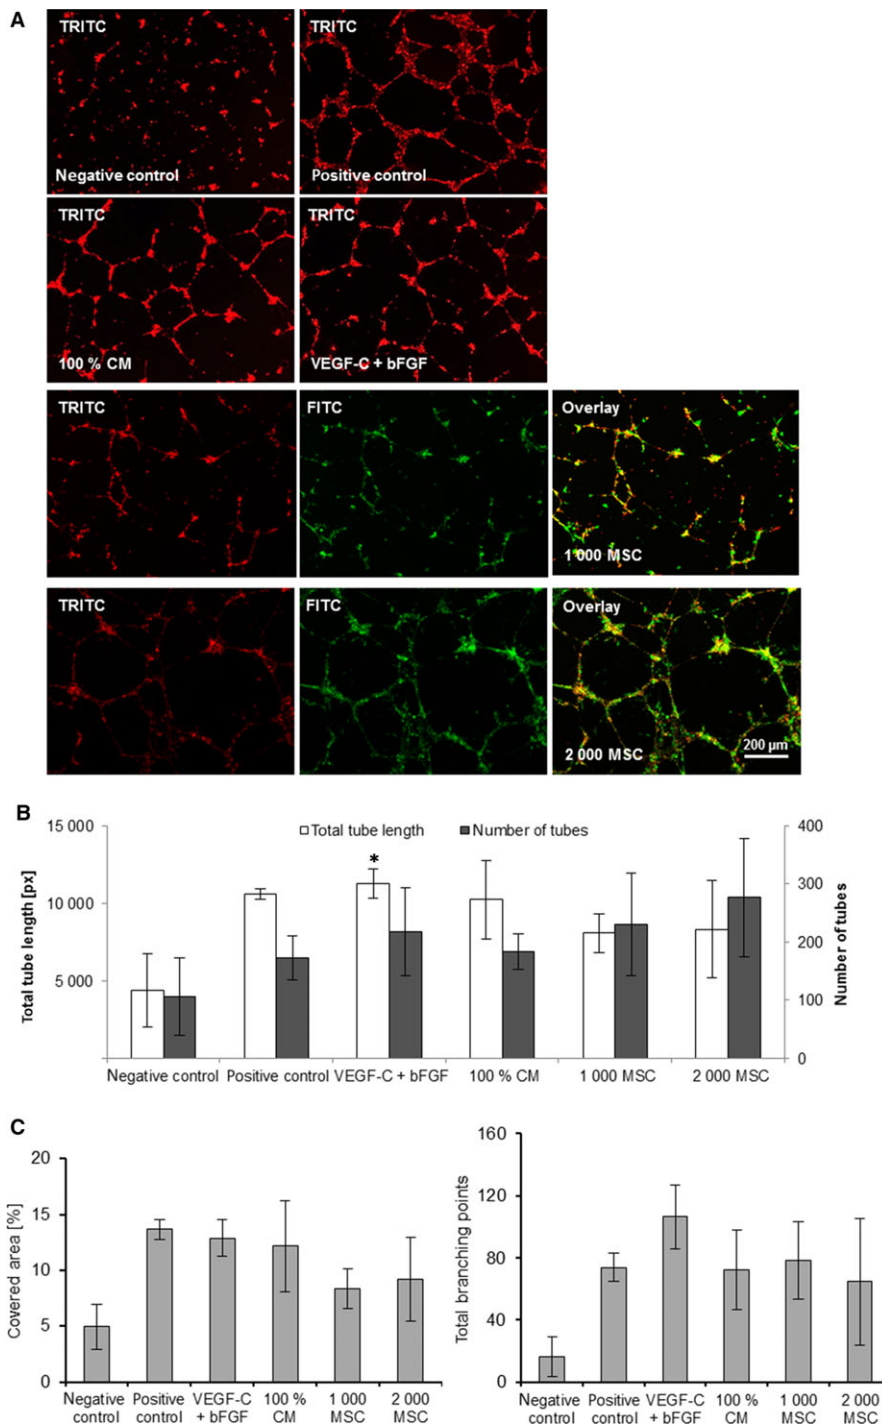 A
TRITC
Negative control
TRITC
Positive control
TRITC
100 % CM
TRITC
VEGF-C + bFGF
TRITC
FITC
Overlay
1 000 MSC
TRITC
FITC
Overlay
2 000 MSC
200 µm
B
Total tube length [px]
15 000
10 000
5 000
Total tube length
Number of tubes
400
300
200
100
0
Number of tubes
Negative control
Positive control
VEGF-C + bFGF
100 % CM
1 000 MSC
2 000 MSC
*
C
Covered area [%]
20
15
10
5
0
Negative
control
Positive
control
VEGF-C
+ bFGF
100 %
CM
1 000
MSC
2 000
MSC
Total branching points
160
120
80
40
0
Negative
control
Positive
control
VEGF-C
+ bFGF
100 %
CM
1 000
MSC
2 000
MSC